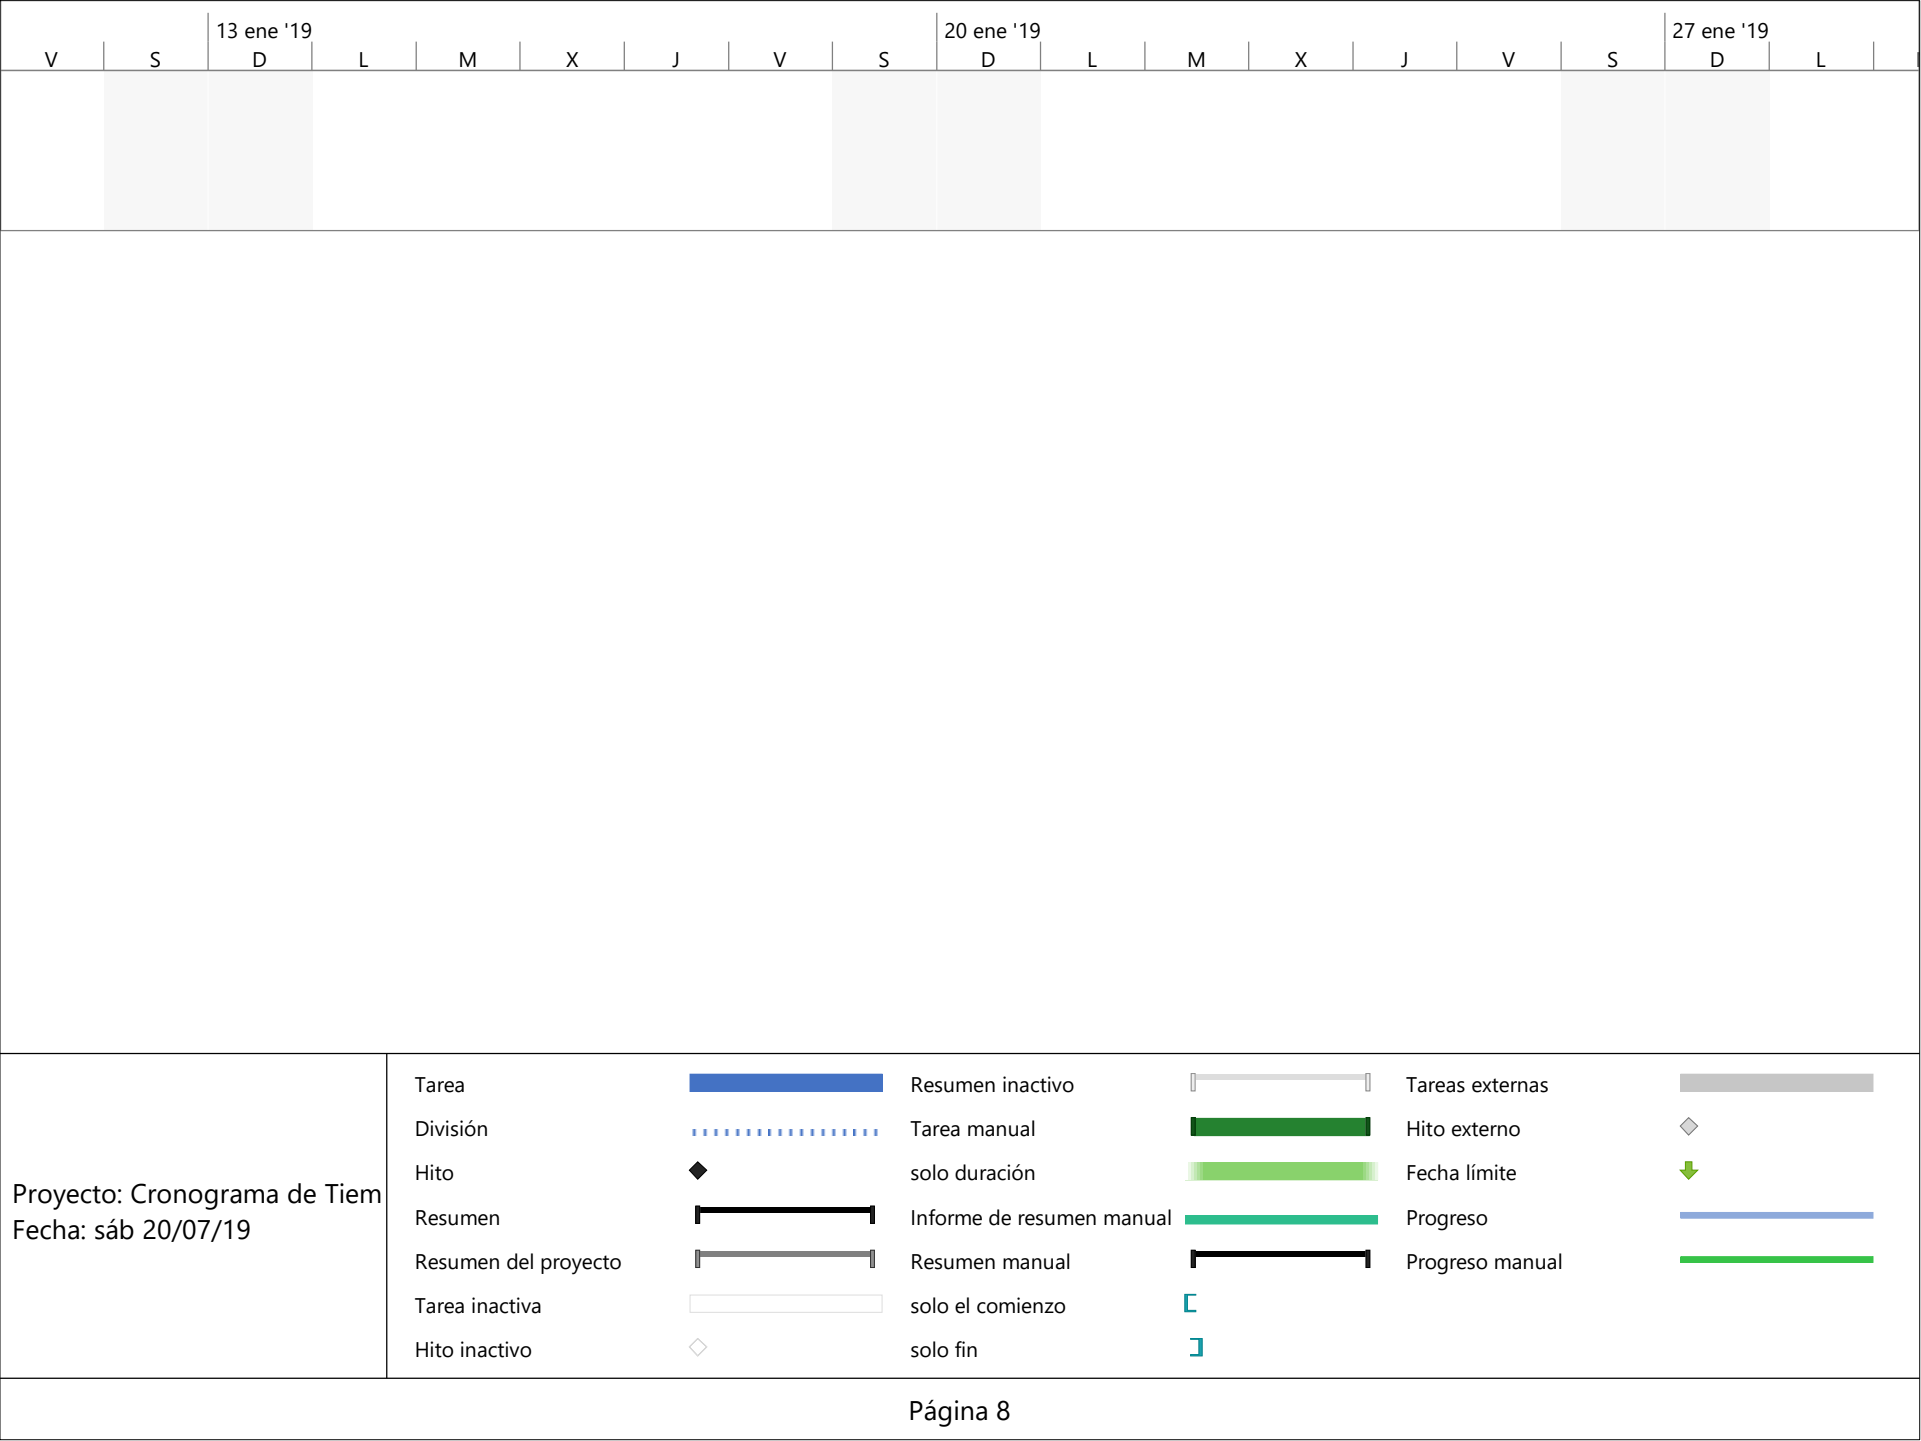 13 ene '19 20 ene '19 27 ene '19
V S D L M X J V S D L M X J V S D L
Tarea
División
Hito
Resumen
Resumen del proyecto
Tarea inactiva
Hito inactivo
Resumen inactivo
Tarea manual
solo duración
Informe de resumen manual
Resumen manual
solo el comienzo
solo fin
Tareas externas
Hito externo
Fecha límite
Progreso
Progreso manual
Proyecto: Cronograma de Tiem
Fecha: sáb 20/07/19
Página 8